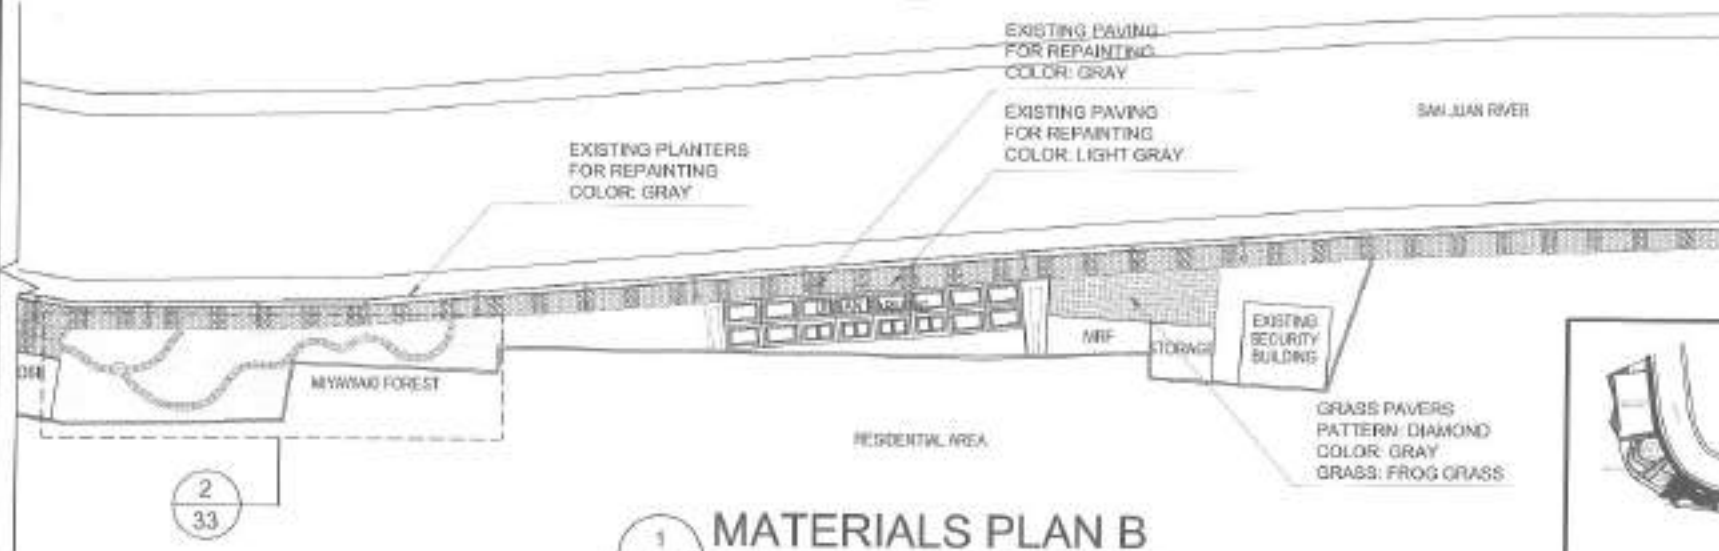 EXISTING PAVING
FOR REPAINTING
COLOR: GRAY
EXISTING PAVING
FOR REPAINTING
COLOR: LIGHT GRAY
SAN JUAN RIVER
EXISTING PLANTERS
FOR REPAINTING
COLOR: GRAY
MRF
STORAGE
EXISTING
SECURITY
BUILDING
MIYAWAKI FOREST
RESIDENTIAL AREA
GRASS PAVERS
PATTERN: DIAMOND
COLOR: GRAY
GRASS: FROG GRASS
2
33
1
MATERIALS PLAN B